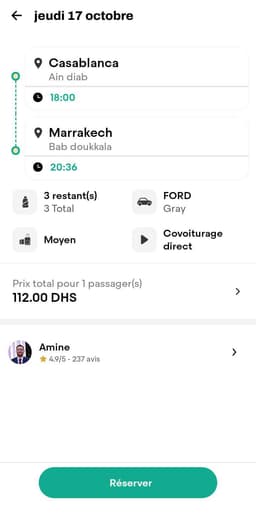 jeudi 17 octobre
Casablanca
Ain diab
18:00
Marrakech
Bab doukkala
20:36
3 restant(s)
3 Total
FORD
Gray
Moyen
Covoiturage
direct
Prix total pour 1 passager(s)
112.00 DHS
Amine
4.9/5 - 237 avis
Réserver